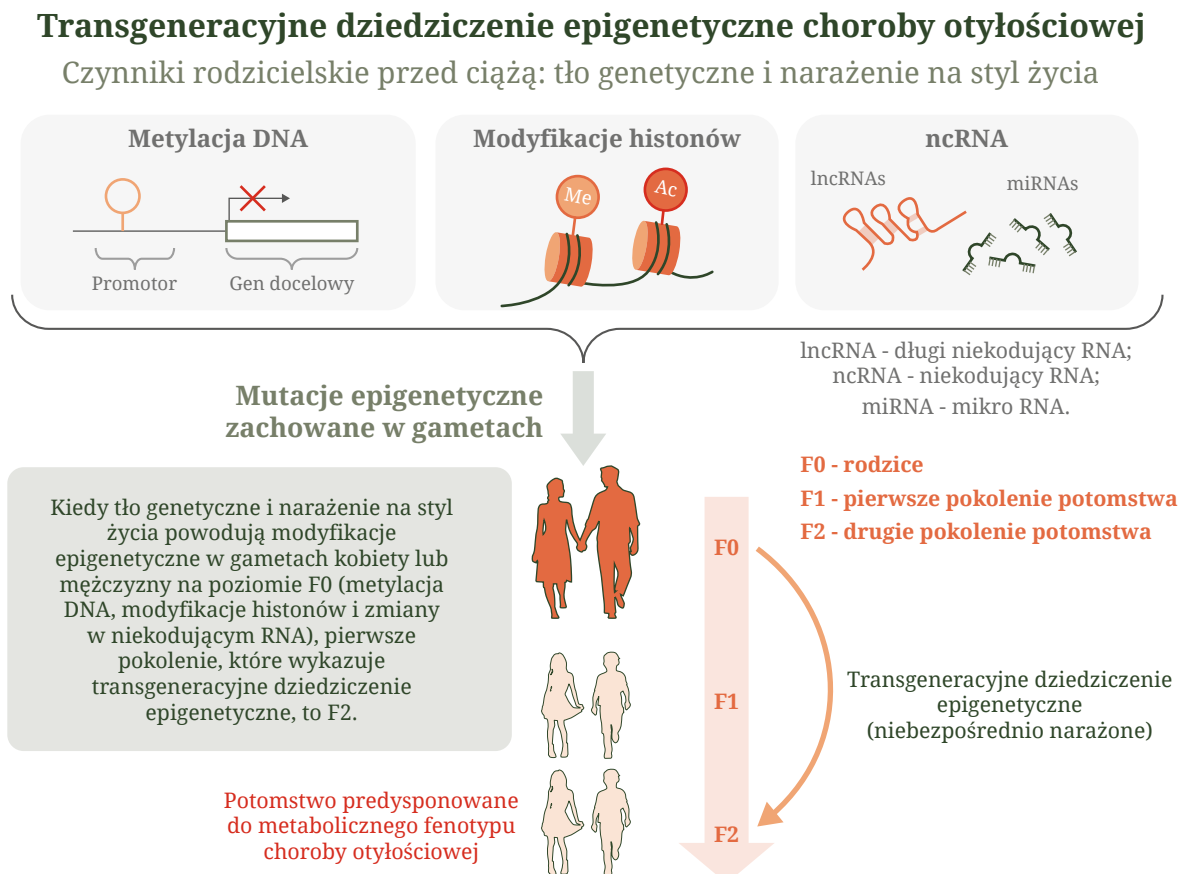 Transgeneracyjne dziedziczenie epigenetyczne choroby otyłościowej
Czynniki rodzicielskie przed ciążą: tło genetyczne i narażenie na styl życia
Metylacja DNA
Promotor
Gen docelowy
Modyfikacje histonów
Me
Ac
ncRNA
lncRNAs
miRNAs
lncRNA - długi niekodujący RNA;
ncRNA - niekodujący RNA;
miRNA - mikro RNA.
Mutacje epigenetyczne
zachowane w gametach
F0 - rodzice
F1 - pierwsze pokolenie potomstwa
F2 - drugie pokolenie potomstwa
Kiedy tło genetyczne i narażenie na styl
życia powodują modyfikacje
epigenetyczne w gametach kobiety lub
mężczyzny na poziomie F0 (metylacja
DNA, modyfikacje histonów i zmiany
w niekodującym RNA), pierwsze
pokolenie, które wykazuje
transgeneracyjne dziedziczenie
epigenetyczne, to F2.
F0
F1
F2
Transgeneracyjne dziedziczenie
epigenetyczne
(niebezpośrednio narażone)
Potomstwo predysponowane
do metabolicznego fenotypu
choroby otyłościowej